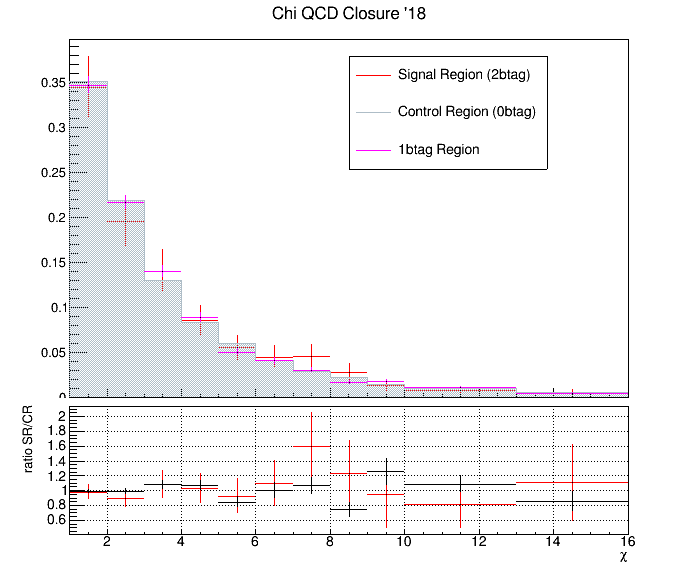 Chi QCD Closure '18
0.35
0.3
0.25
0.2
0.15
0.1
0.05
0
Signal Region (2btag)
Control Region (0btag)
1btag Region
ratio SR/CR
2
1.8
1.6
1.4
1.2
1
0.8
0.6
2 4 6 8 10 12 14 16
χ